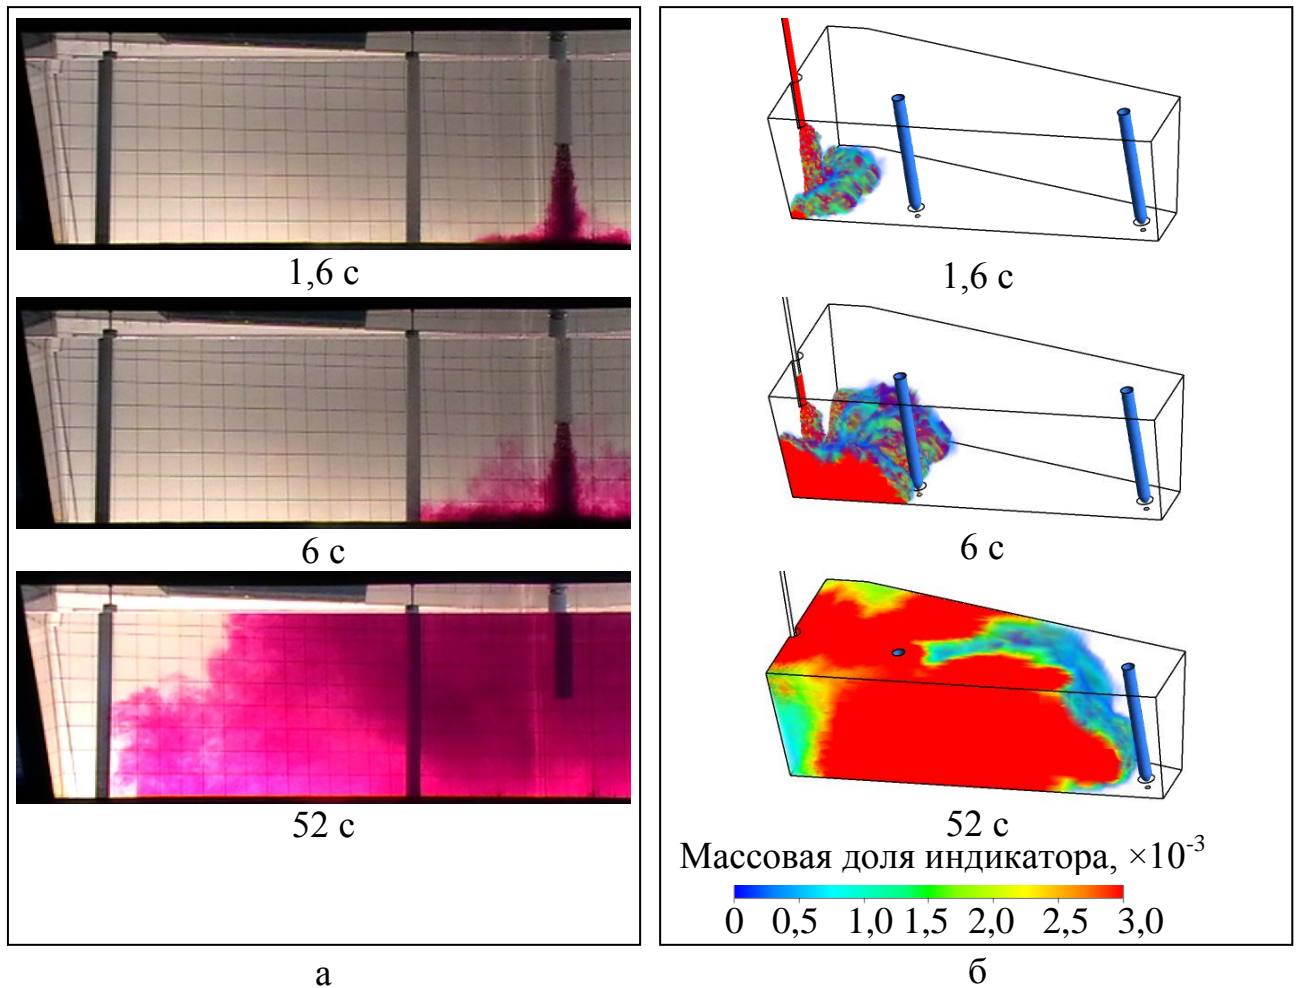 1,6 с
6 с
52 с
а
1,6 с
6 с
52 с
Массовая доля индикатора, ×10⁻³
0 0,5 1,0 1,5 2,0 2,5 3,0
б